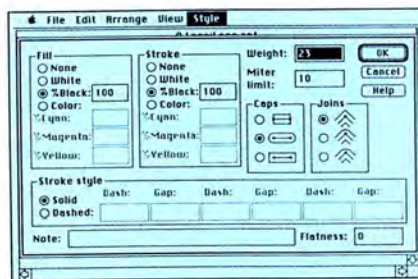 File Edit Arrange View Style
Fill
None
White
%Black: 100
Color:
%Cyan:
%Magenta:
%Yellow:
Stroke
None
White
%Black: 100
Color:
%Cyan:
%Magenta:
%Yellow:
Weight: 23
Miter limit: 10
OK
Cancel
Help
Caps
Joins
Stroke style
Solid
Dashed:
Dash: Gap: Dash: Gap: Dash: Gap:
Note:
Flatness: 0